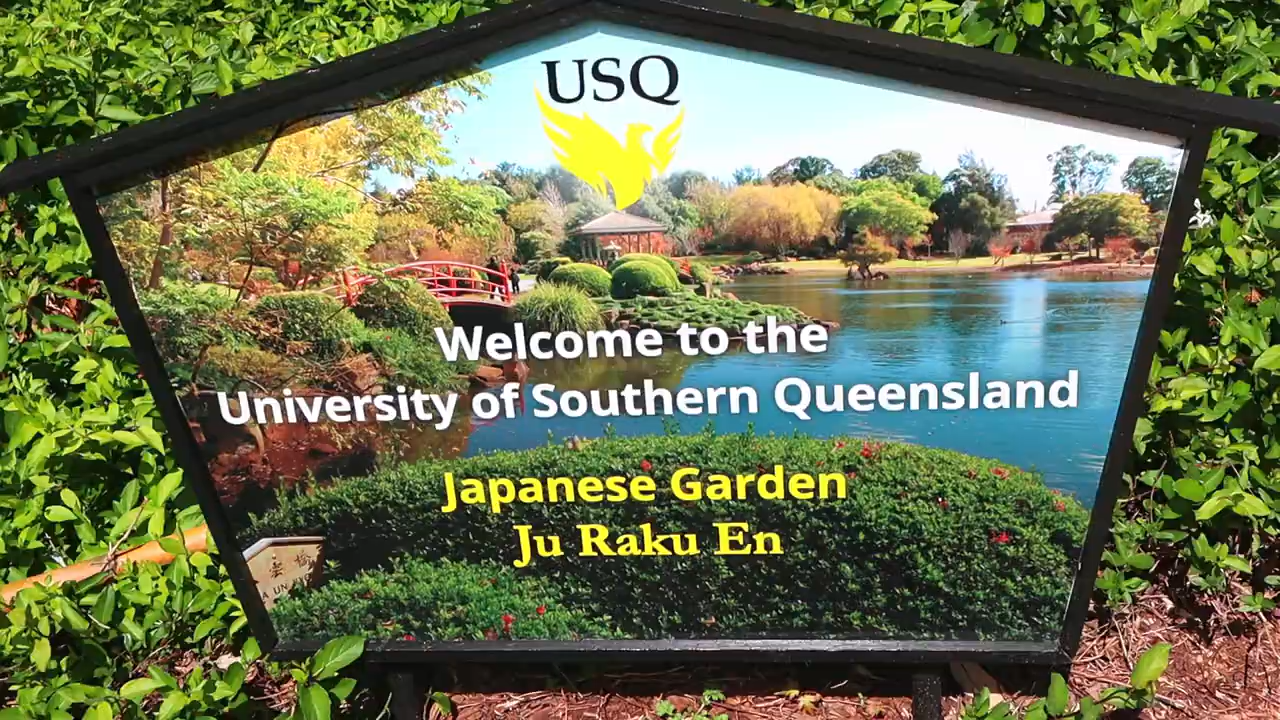 USQ
Welcome to the
University of Southern Queensland
Japanese Garden
Ju Raku En